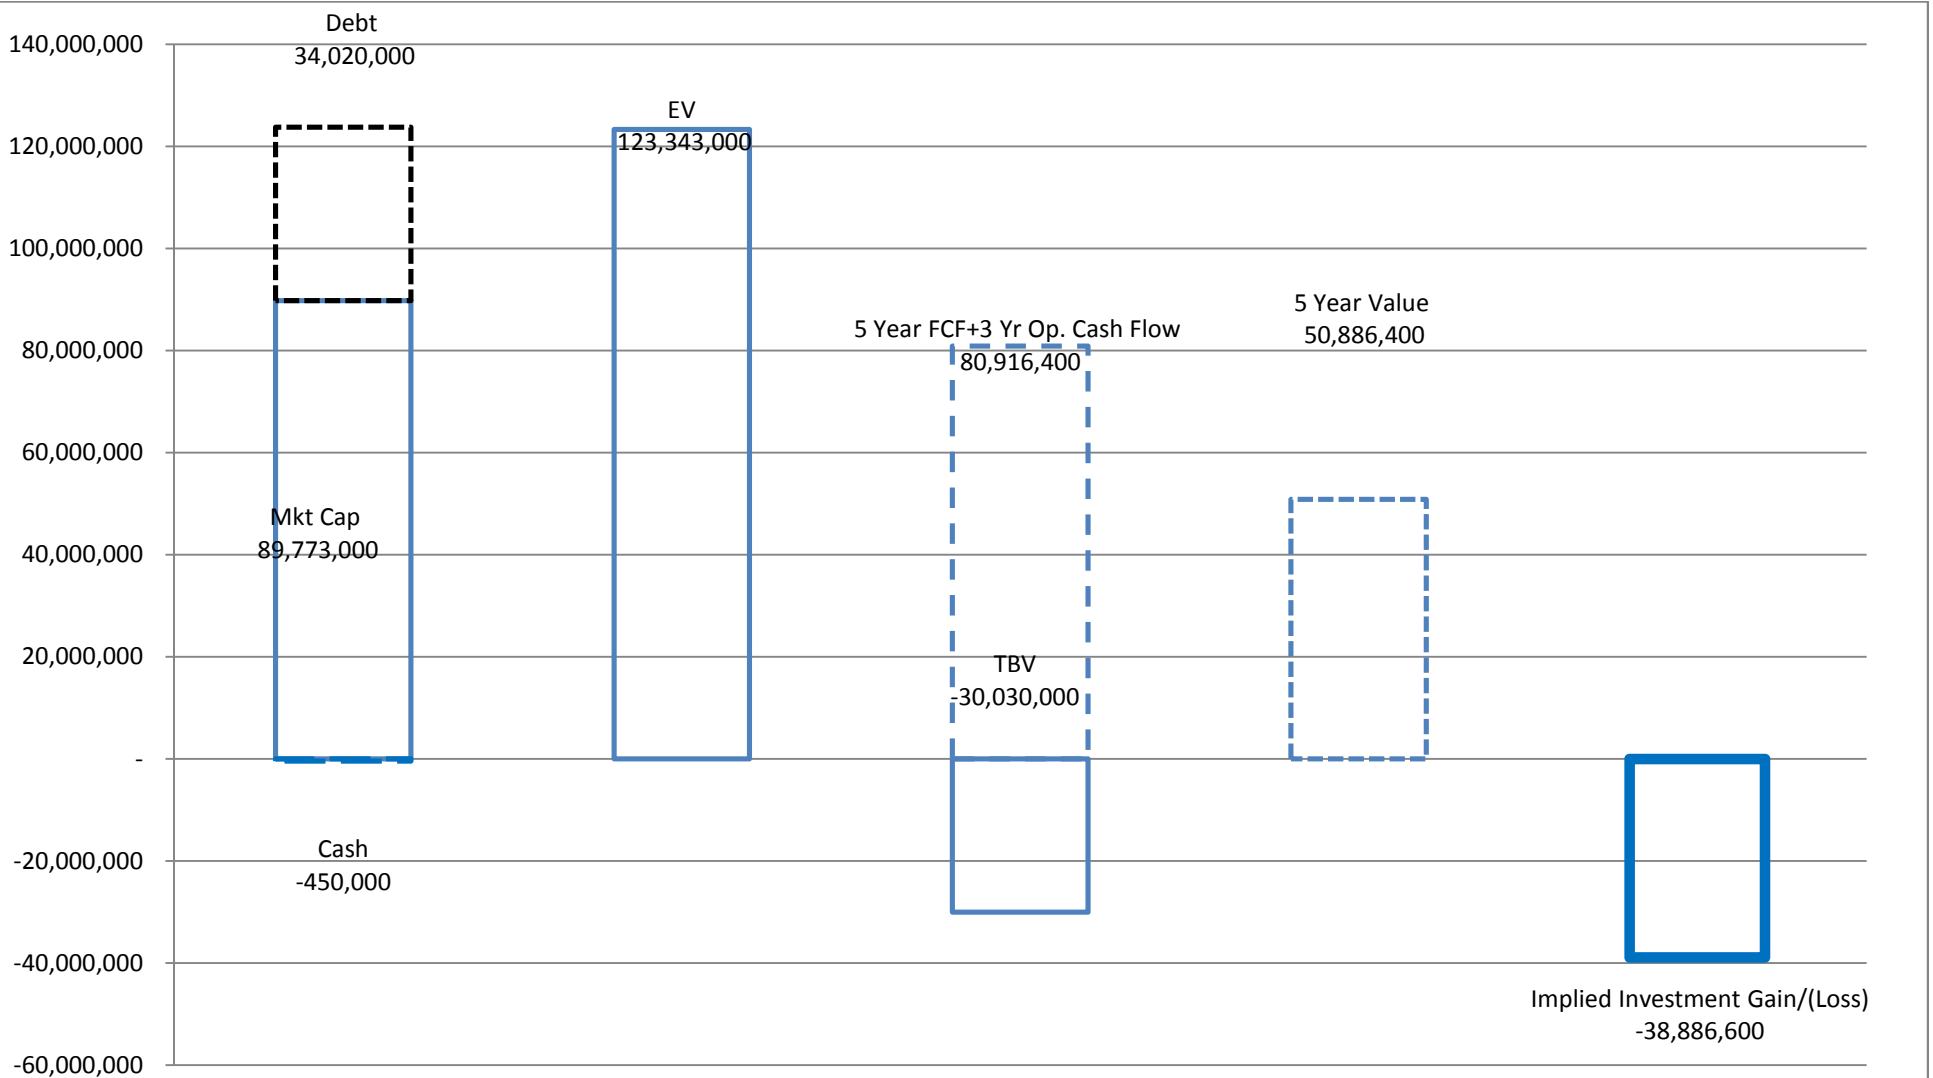 Debt
34,020,000
140,000,000
120,000,000
100,000,000
80,000,000
60,000,000
40,000,000
20,000,000
-
-20,000,000
-40,000,000
-60,000,000
Mkt Cap
89,773,000
Cash
-450,000
EV
123,343,000
5 Year FCF+3 Yr Op. Cash Flow
80,916,400
TBV
-30,030,000
5 Year Value
50,886,400
Implied Investment Gain/(Loss)
-38,886,600